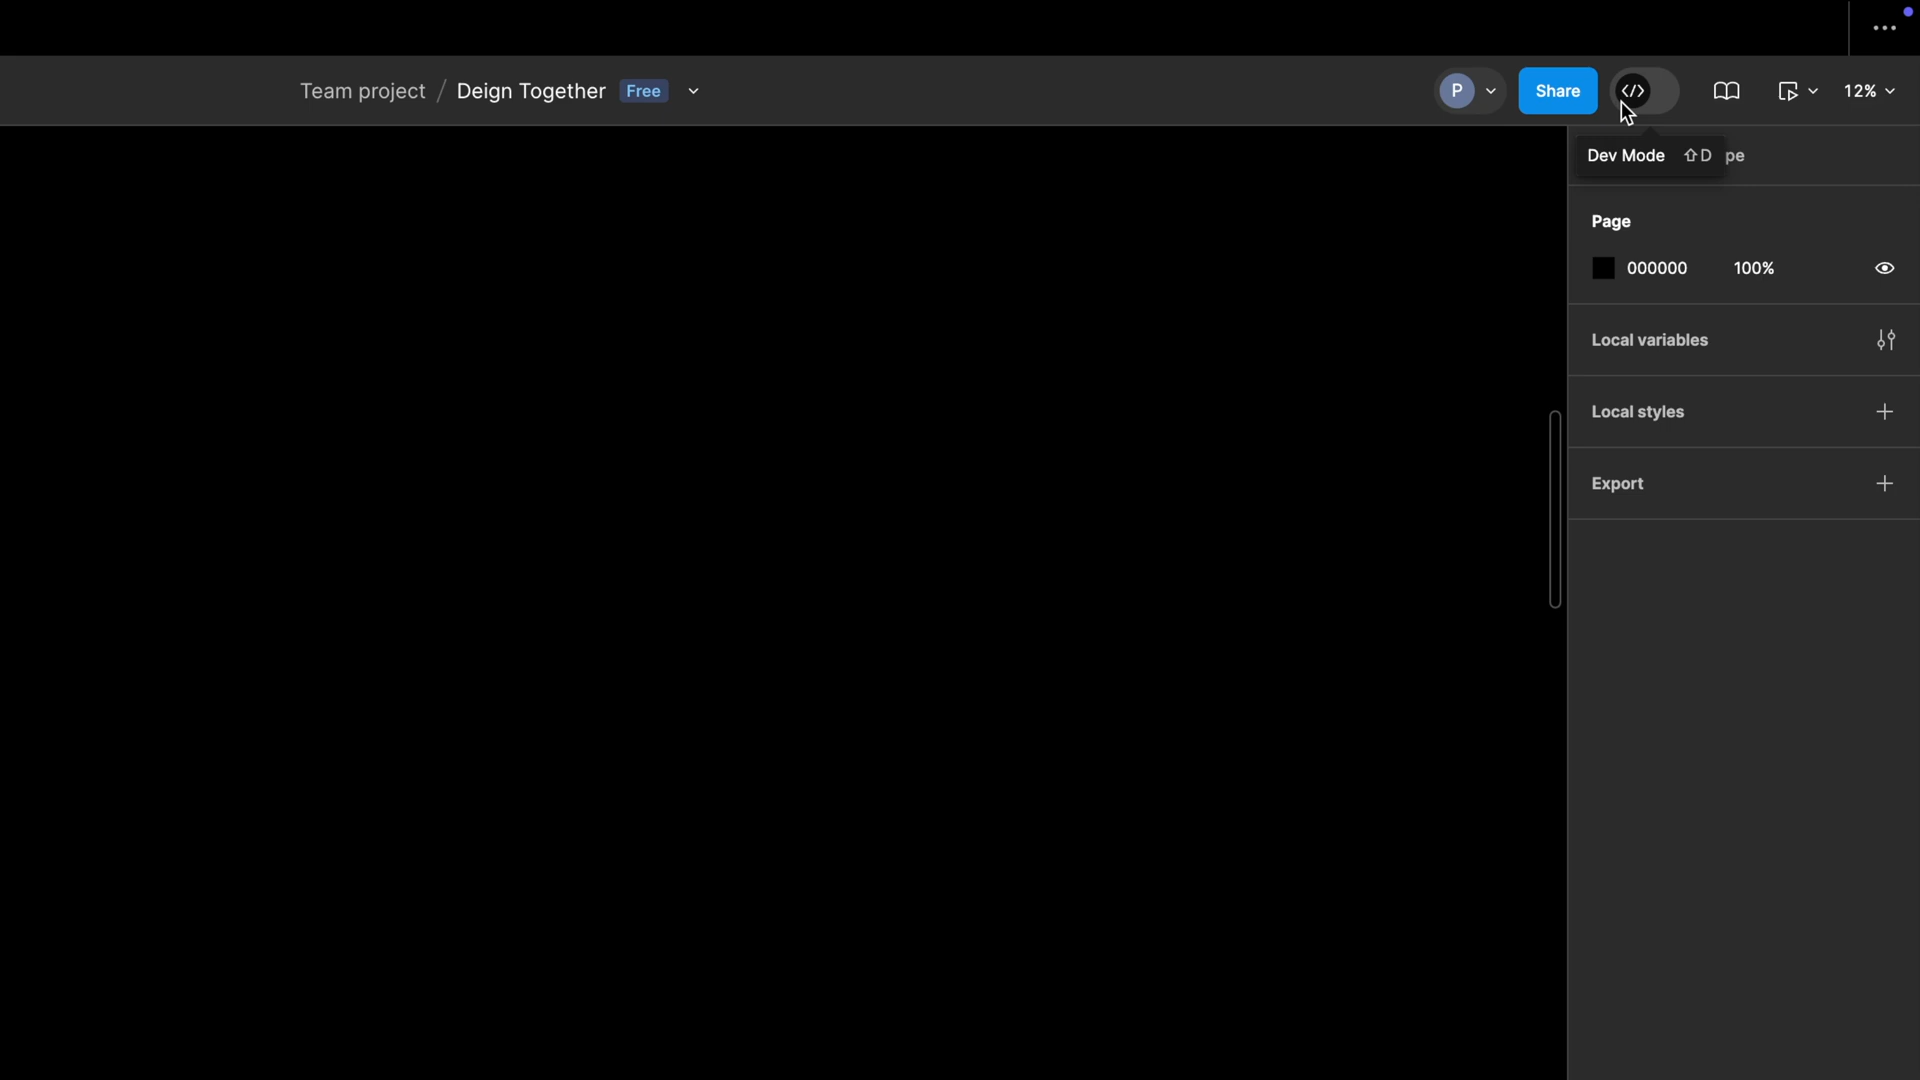 Team project / Deign Together Free
P Share </> 12%
Dev Mode ⇧D pe
Page
000000 100%
Local variables
Local styles
Export